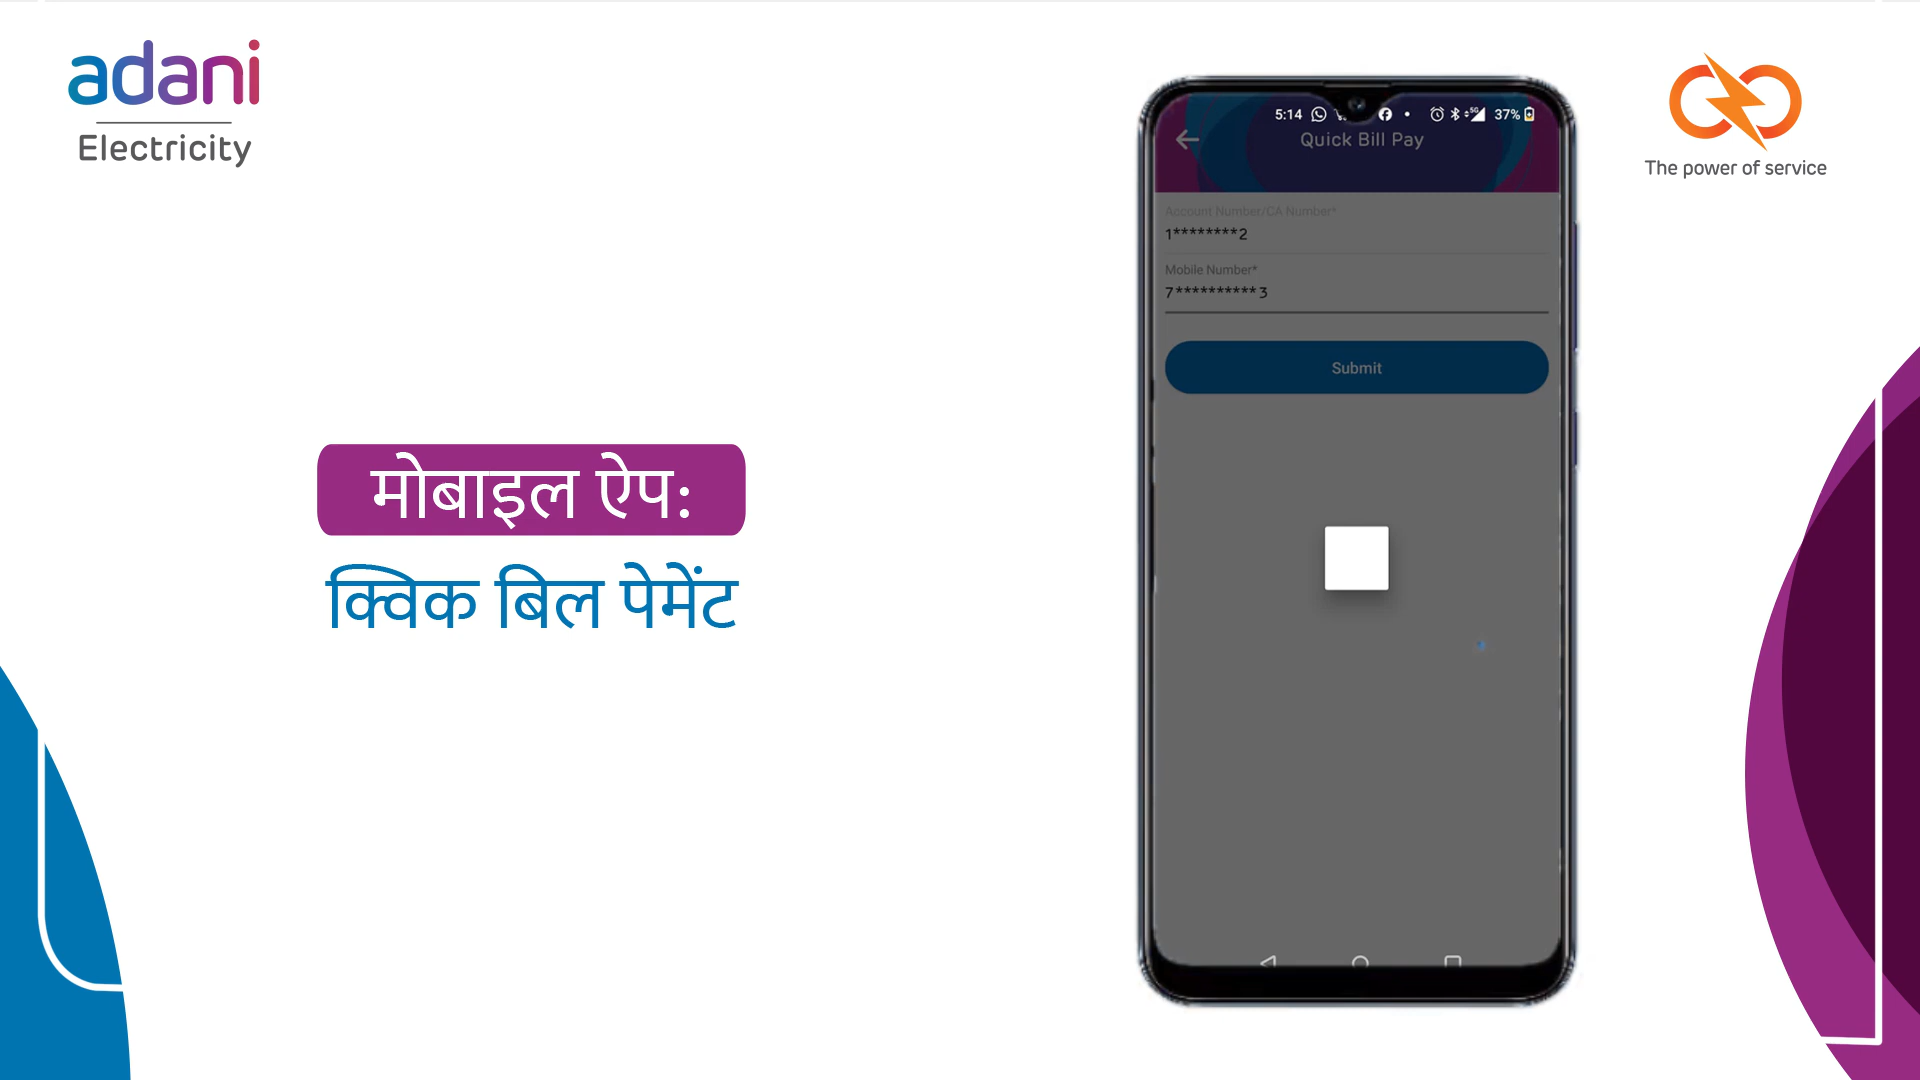 adani
Electricity
The power of service
मोबाइल ऐप:
क्विक बिल पेमेंट
5:14
5G
37%
Quick Bill Pay
Account Number/CA Number*
1********2
Mobile Number*
7**********3
Submit